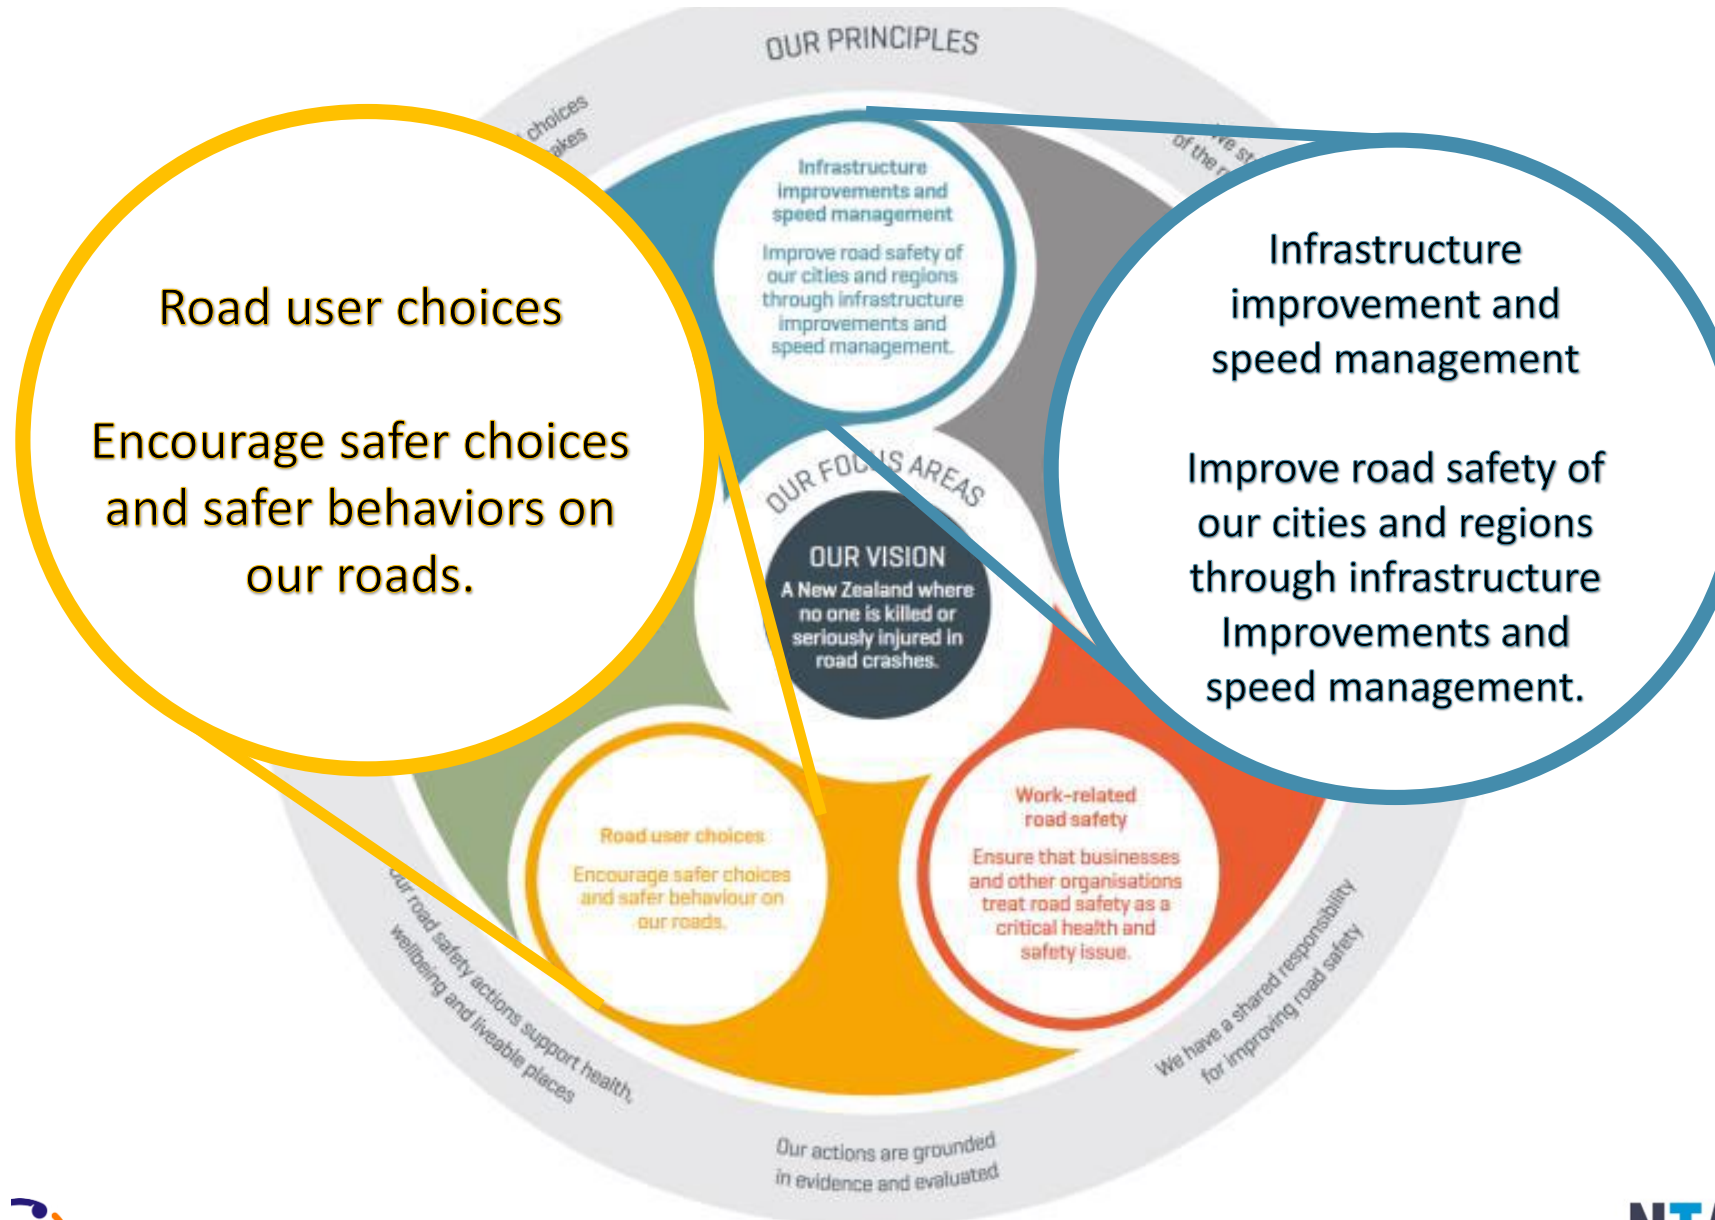 OUR PRINCIPLES
choices
akes
We st
of the r
Road user choices
Encourage safer choices
and safer behaviors on
our roads.
Infrastructure
improvements and
speed management
Improve road safety of
our cities and regions
through infrastructure
improvements and
speed management.
Infrastructure
improvement and
speed management
Improve road safety of
our cities and regions
through infrastructure
Improvements and
speed management.
OUR FOCUS AREAS
OUR VISION
A New Zealand where
no one is killed or
seriously injured in
road crashes.
Road user choices
Encourage safer choices
and safer behaviour on
our roads.
Work-related
road safety
Ensure that businesses
and other organisations
treat road safety as a
critical health and
safety issue.
Our road safety actions support health,
wellbeing and liveable places
We have a shared responsibility
for improving road safety
Our actions are grounded
in evidence and evaluated